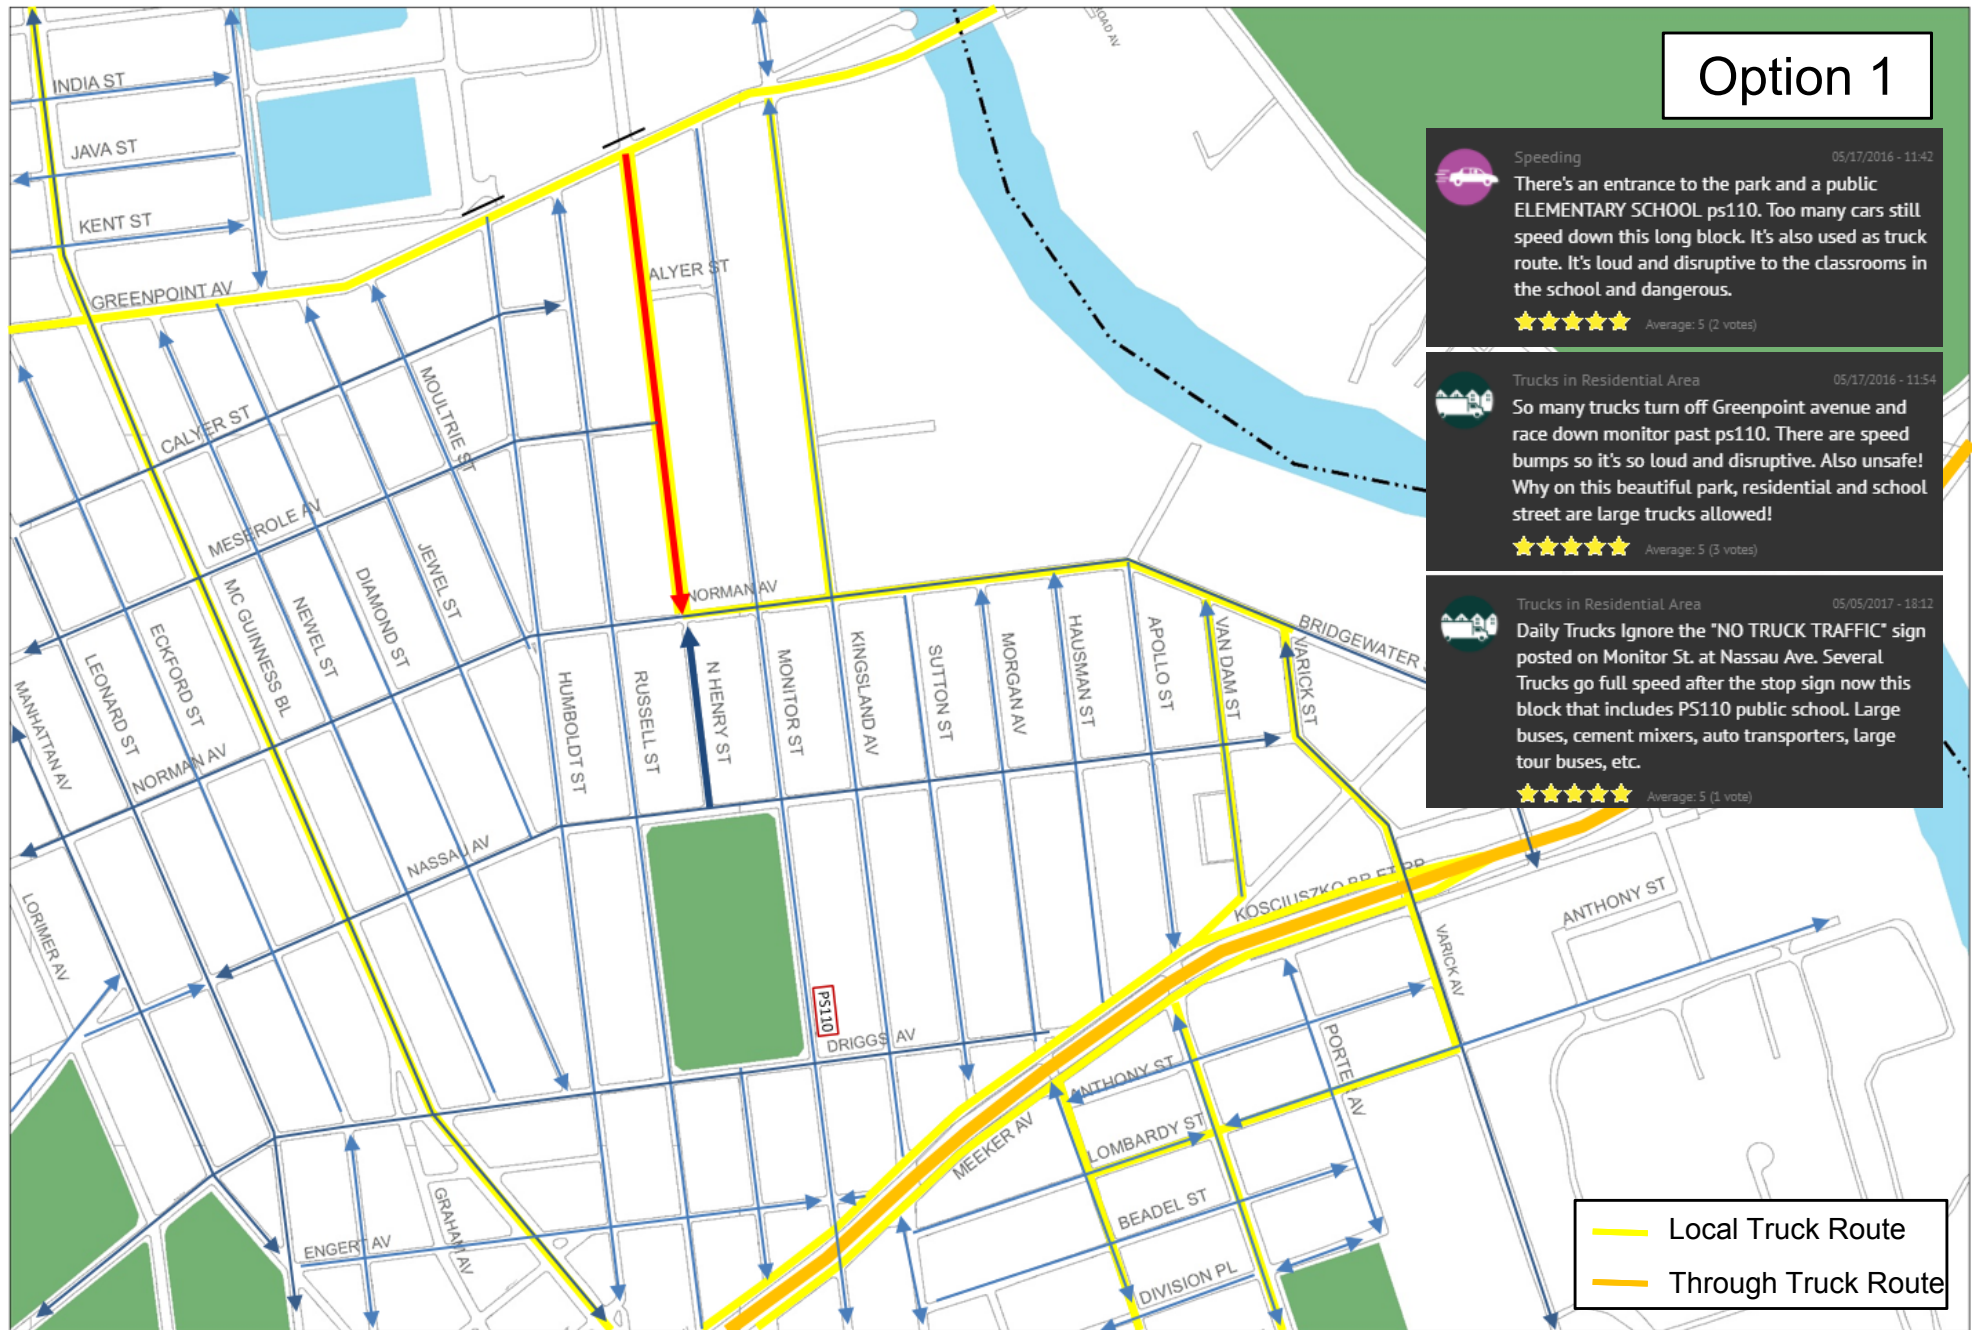 Option 1
ROAD AV
INDIA ST
JAVA ST
KENT ST
GREENPOINT AV
ALYER ST
CALYER ST
MOULTRIE ST
MESEROLE AV
JEWEL ST
DIAMOND ST
NEWEL ST
MC GUINNESS BL
ECKFORD ST
LEONARD ST
MANHATTAN AV
NORMAN AV
NORMAN AV
BRIDGEWATER
HUMBOLDT ST
RUSSELL ST
N HENRY ST
MONITOR ST
KINGSLAND AV
SUTTON ST
MORGAN AV
HAUSMAN ST
APOLLO ST
VAN DAM ST
VARICK ST
NASSAU AV
LORIMER AV
KOSCIUSZKO BR ET RP
ANTHONY ST
VARICK AV
PS110
DRIGGS AV
ANTHONY ST
PORTER AV
MEEKER AV
LOMBARDY ST
BEADEL ST
DIVISION PL
GRAHAM AV
ENGERT AV
Speeding
05/17/2016 - 11:42
There's an entrance to the park and a public
ELEMENTARY SCHOOL ps110. Too many cars still
speed down this long block. It's also used as truck
route. It's loud and disruptive to the classrooms in
the school and dangerous.
Average: 5 (2 votes)
Trucks in Residential Area
05/17/2016 - 11:54
So many trucks turn off Greenpoint avenue and
race down monitor past ps110. There are speed
bumps so it's so loud and disruptive. Also unsafe!
Why on this beautiful park, residential and school
street are large trucks allowed!
Average: 5 (3 votes)
Trucks in Residential Area
05/05/2017 - 18:12
Daily Trucks Ignore the "NO TRUCK TRAFFIC" sign
posted on Monitor St. at Nassau Ave. Several
Trucks go full speed after the stop sign now this
block that includes PS110 public school. Large
buses, cement mixers, auto transporters, large
tour buses, etc.
Average: 5 (1 vote)
Local Truck Route
Through Truck Route